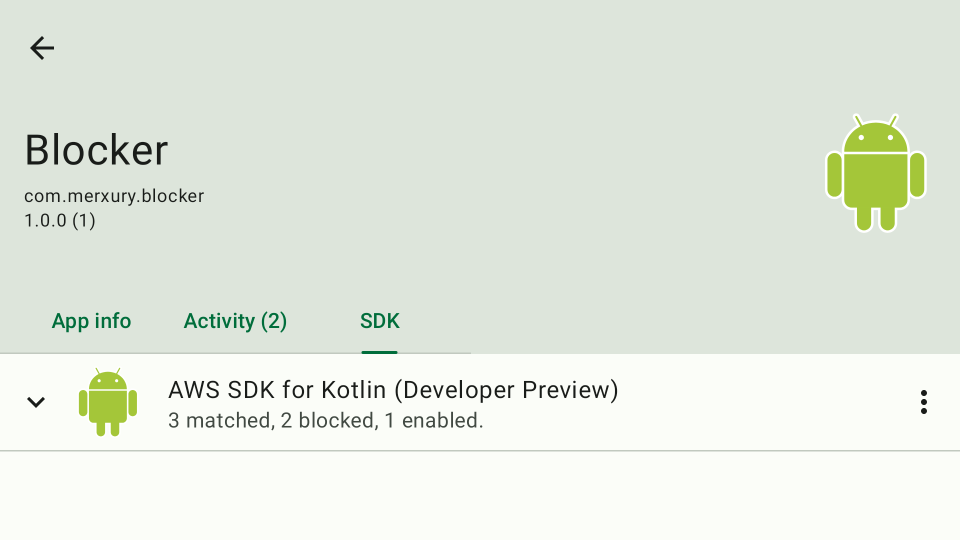 Blocker
com.merxury.blocker
1.0.0 (1)
App info
Activity (2)
SDK
AWS SDK for Kotlin (Developer Preview)
3 matched, 2 blocked, 1 enabled.